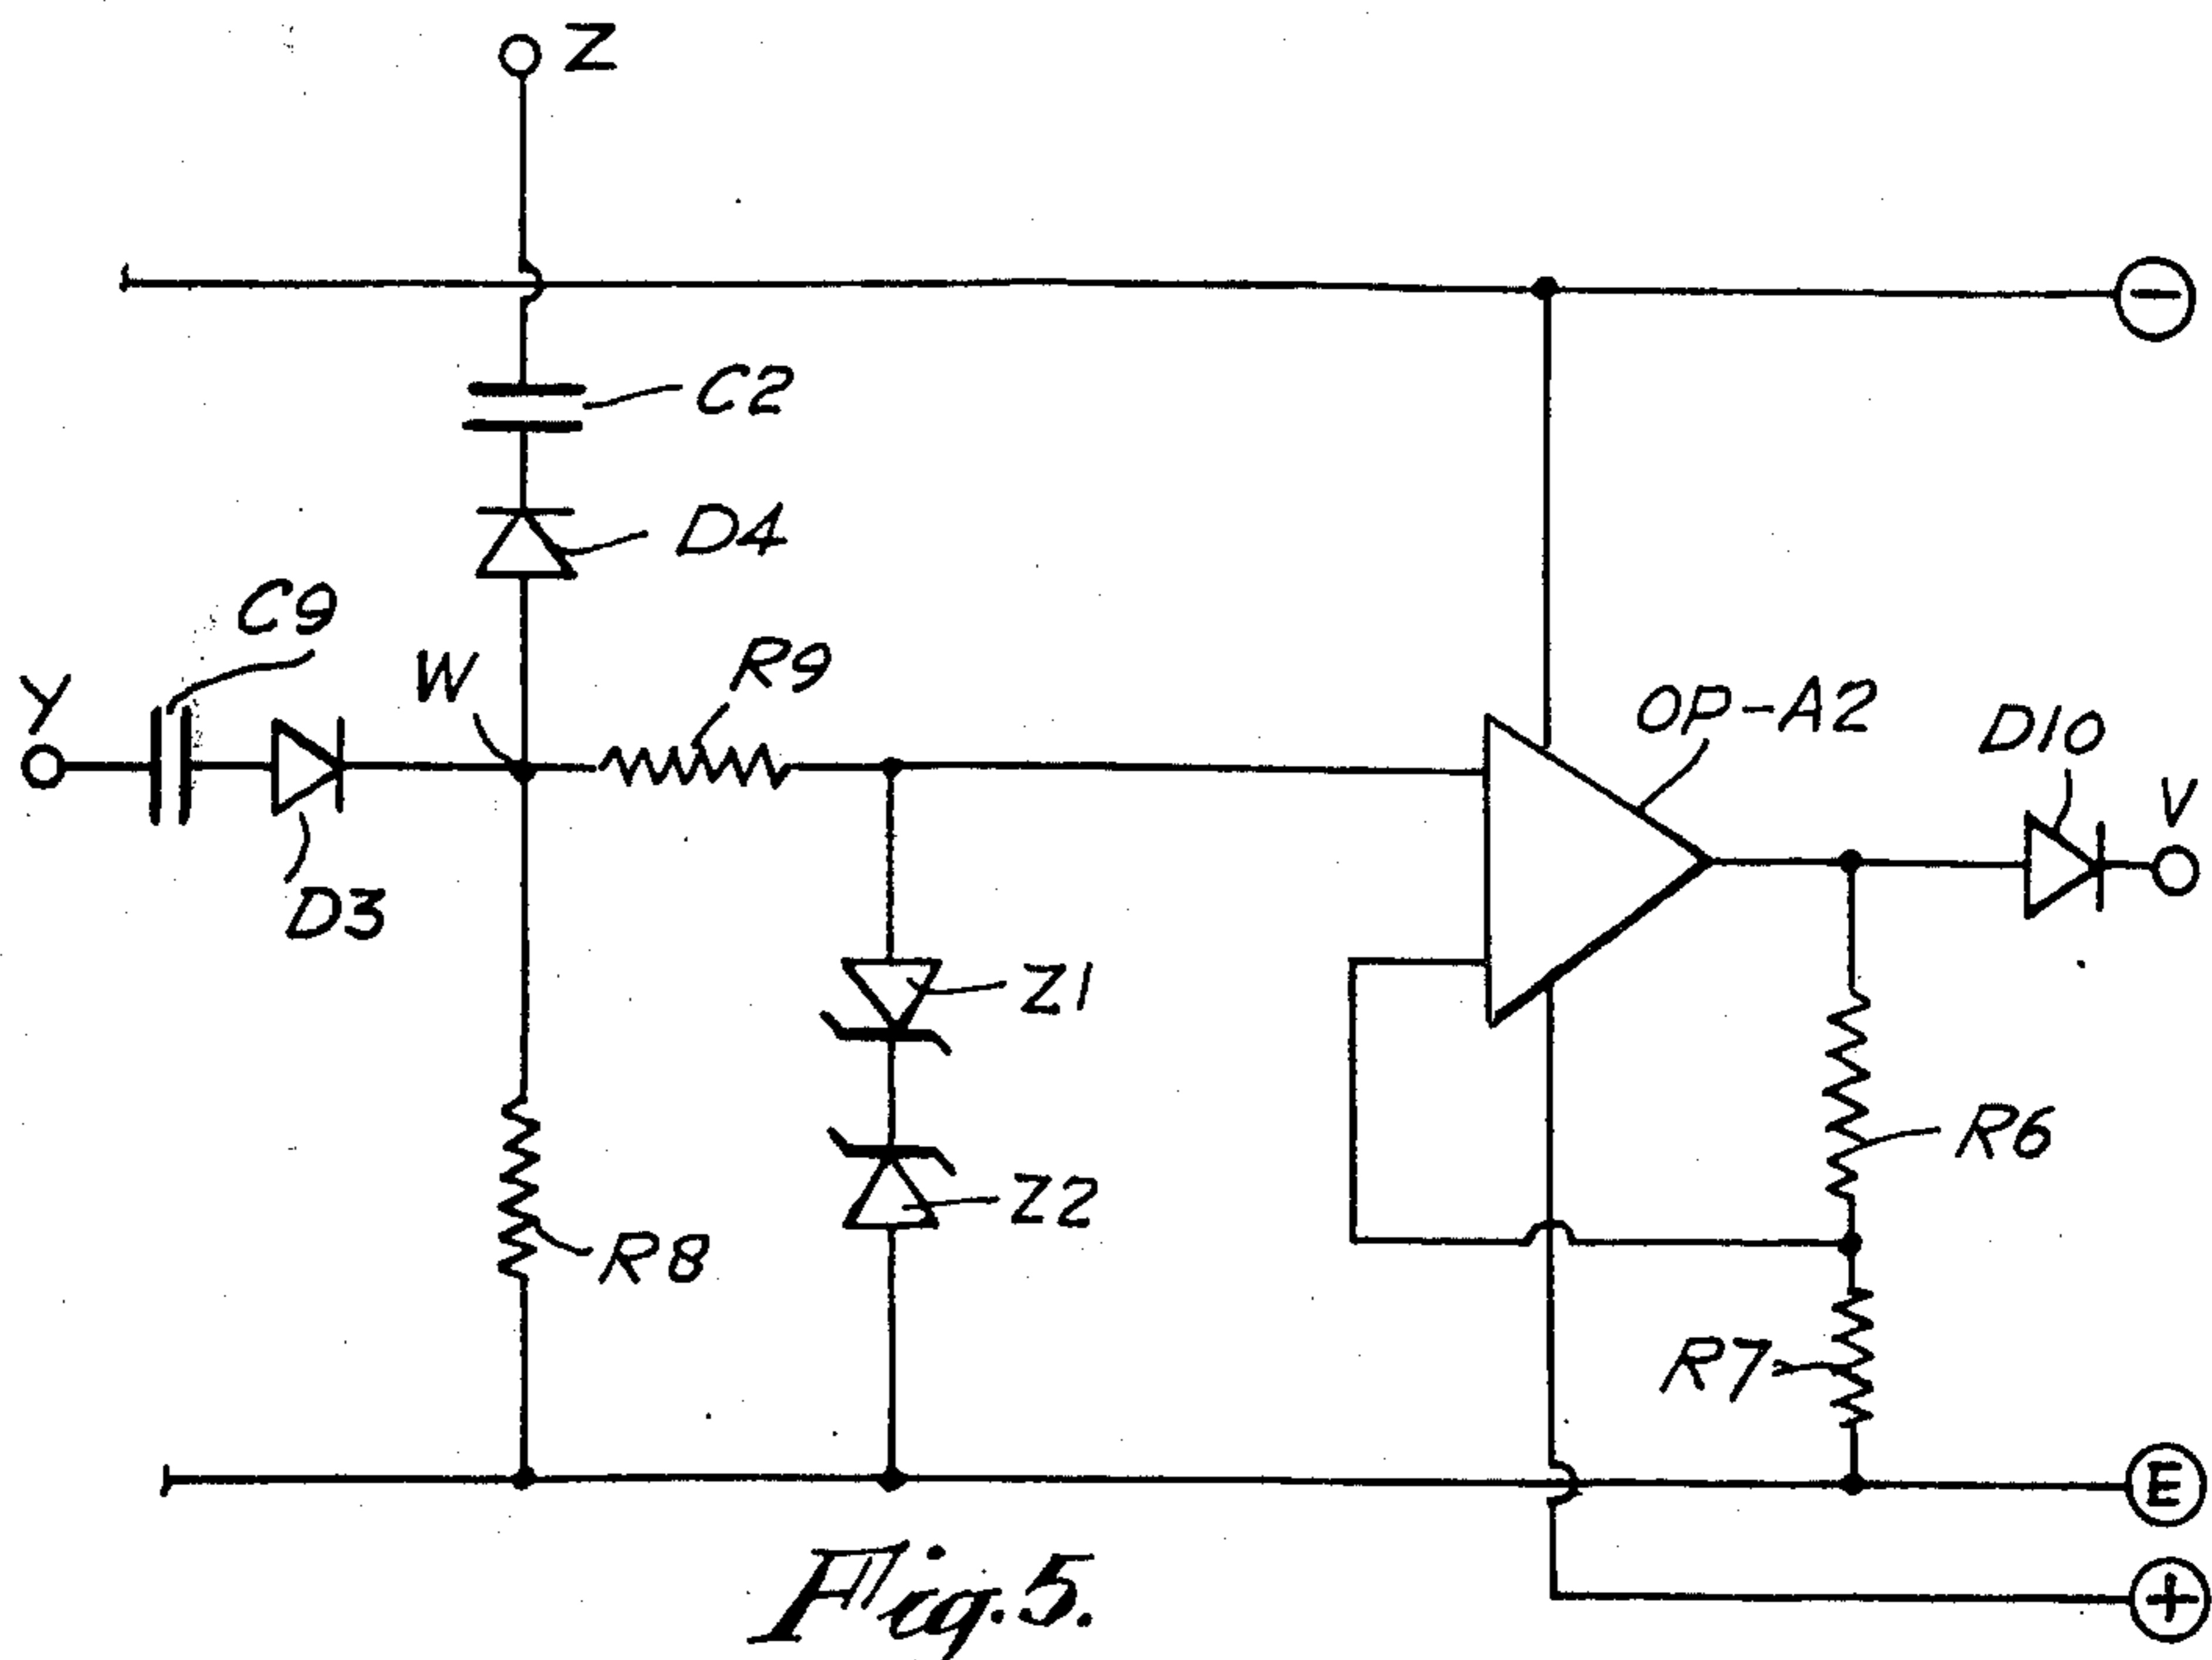 Z
−
C2
D4
C9
W
R9
Y
OP-A2
D10
V
D3
Z1
R6
Z2
R8
R7
E
+
Fig. 5.